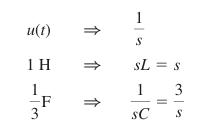 u(t) ⇒ 1/s
1 H ⇒ sL = s
1/3 F ⇒ 1/sC = 3/s